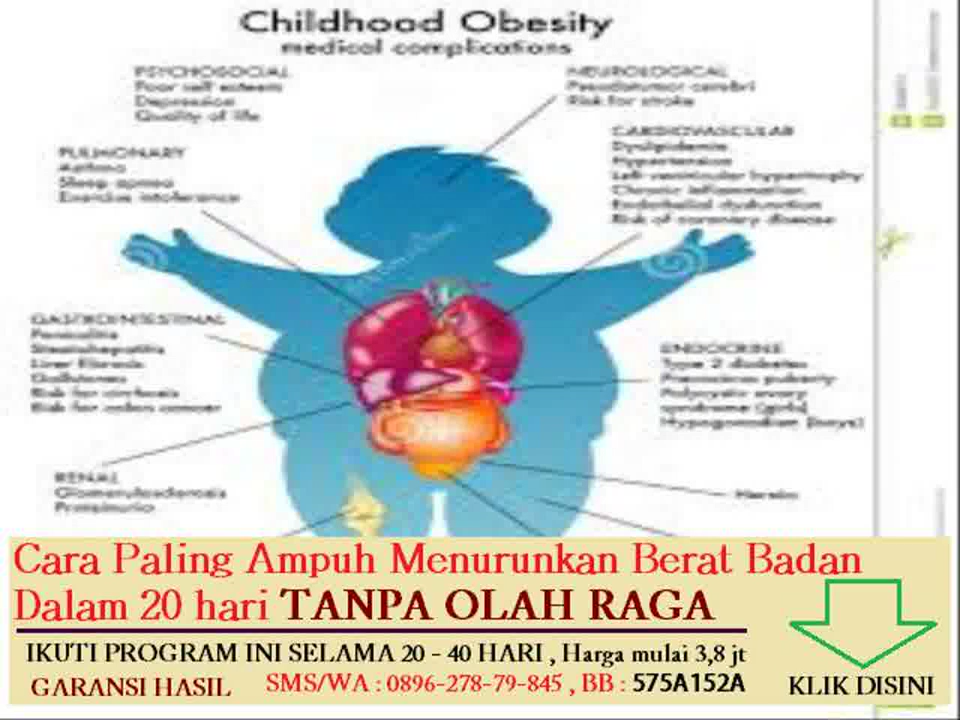 Childhood Obesity
medical complications
PSYCHOSOCIAL
Poor self esteem
Depression
Quality of life
NEUROLOGICAL
Pseudotumor cerebri
Risk for stroke
CARDIOVASCULAR
Dyslipidemia
Hypertension
Left ventricular hypertrophy
Chronic inflammation
Endothelial dysfunction
Risk of coronary disease
PULMONARY
Asthma
Sleep apnea
Exercise intolerance
GASTROINTESTINAL
Steatohepatitis
Liver fibrosis
Gallstones
Risk for cirrhosis
Risk for colon cancer
ENDOCRINE
Type 2 diabetes
Precocious puberty
Polycystic ovary
syndrome (girls)
Hypogonadism (boys)
RENAL
Glomerulosclerosis
Proteinuria
Hernia
Cara Paling Ampuh Menurunkan Berat Badan
Dalam 20 hari TANPA OLAH RAGA
IKUTI PROGRAM INI SELAMA 20 - 40 HARI , Harga mulai 3,8 jt
GARANSI HASIL SMS/WA : 0896-278-79-845 , BB : 575A152A
KLIK DISINI